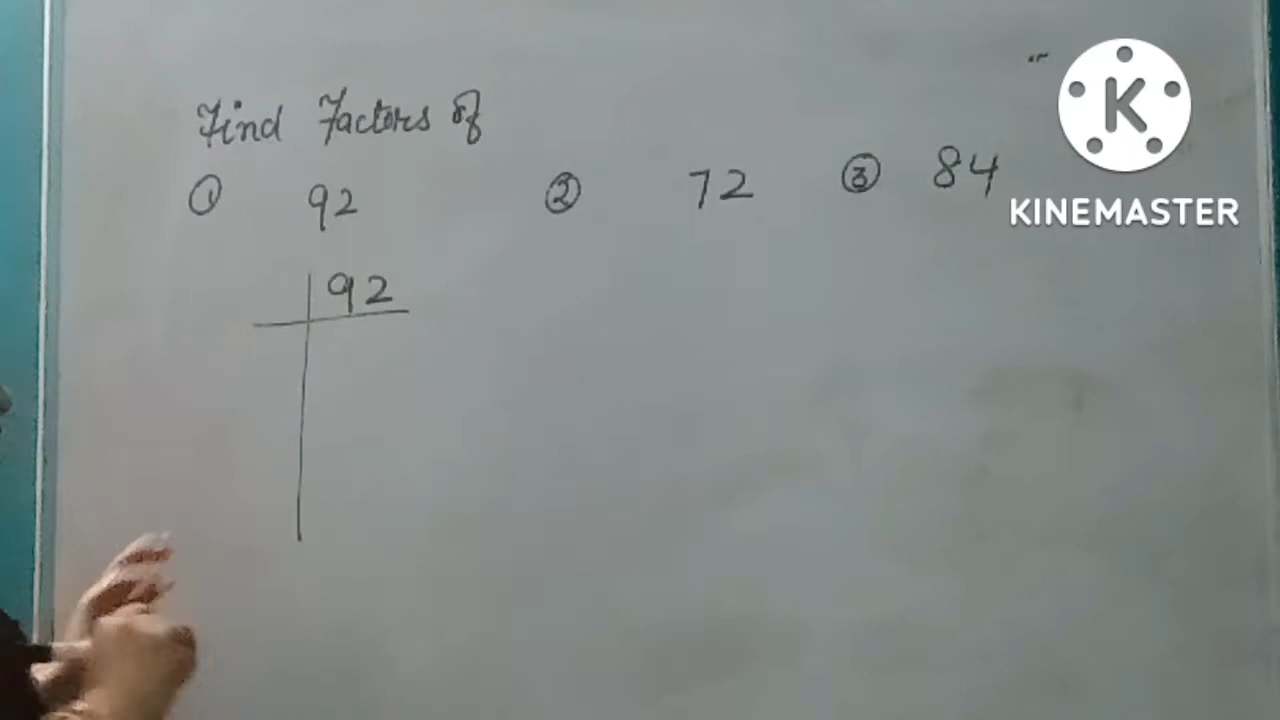 Find Factors of
① 92 ② 72 ③ 84
92
K
KINEMASTER